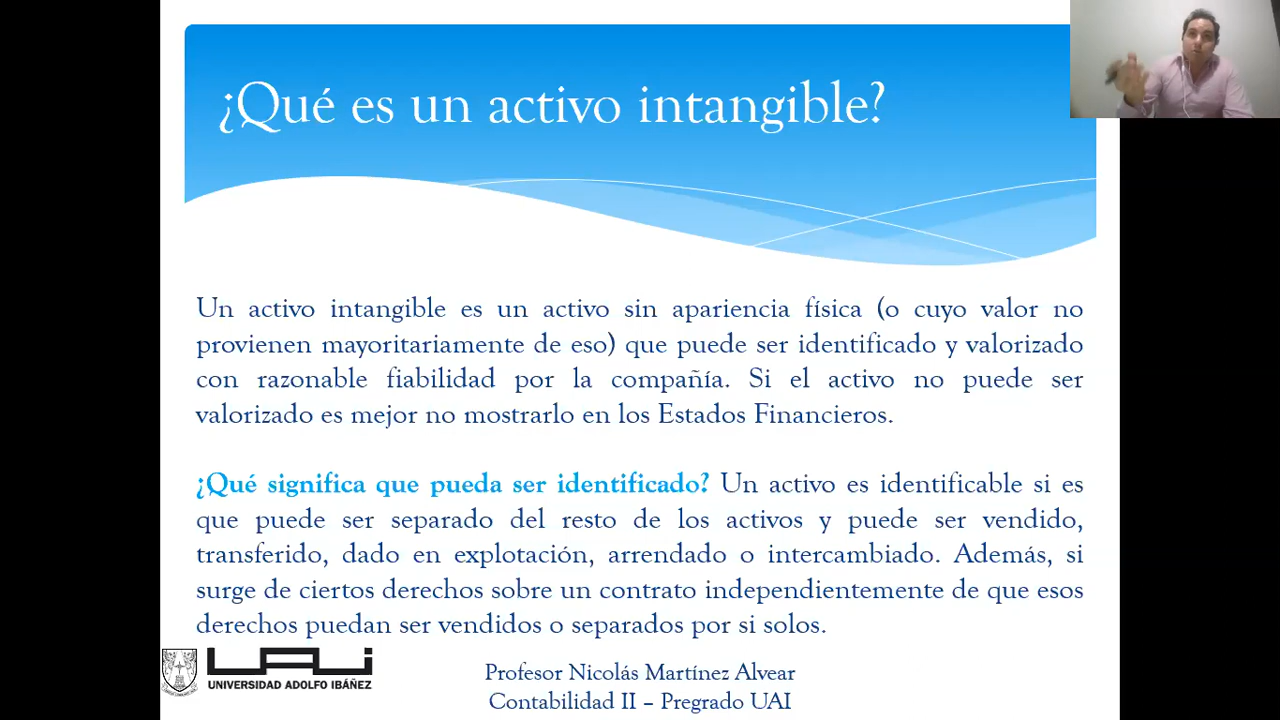 ¿Qué es un activo intangible?
Un activo intangible es un activo sin apariencia física (o cuyo valor no
provienen mayoritariamente de eso) que puede ser identificado y valorizado
con razonable fiabilidad por la compañía. Si el activo no puede ser
valorizado es mejor no mostrarlo en los Estados Financieros.
¿Qué significa que pueda ser identificado? Un activo es identificable si es
que puede ser separado del resto de los activos y puede ser vendido,
transferido, dado en explotación, arrendado o intercambiado. Además, si
surge de ciertos derechos sobre un contrato independientemente de que esos
derechos puedan ser vendidos o separados por si solos.
UAI
UNIVERSIDAD ADOLFO IBÁÑEZ
Profesor Nicolás Martínez Alvear
Contabilidad II – Pregrado UAI